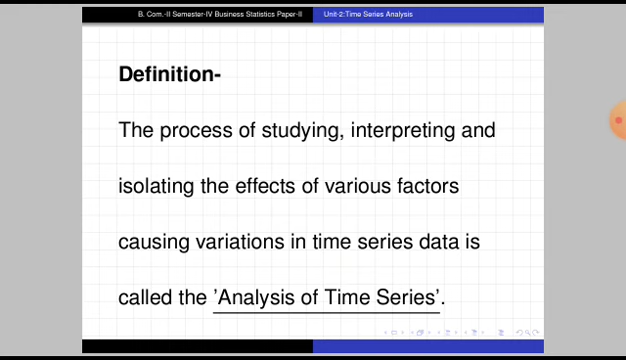 B. Com.-II Semester-IV Business Statistics Paper-II Unit-2:Time Series Analysis
Definition-
The process of studying, interpreting and
isolating the effects of various factors
causing variations in time series data is
called the 'Analysis of Time Series'.